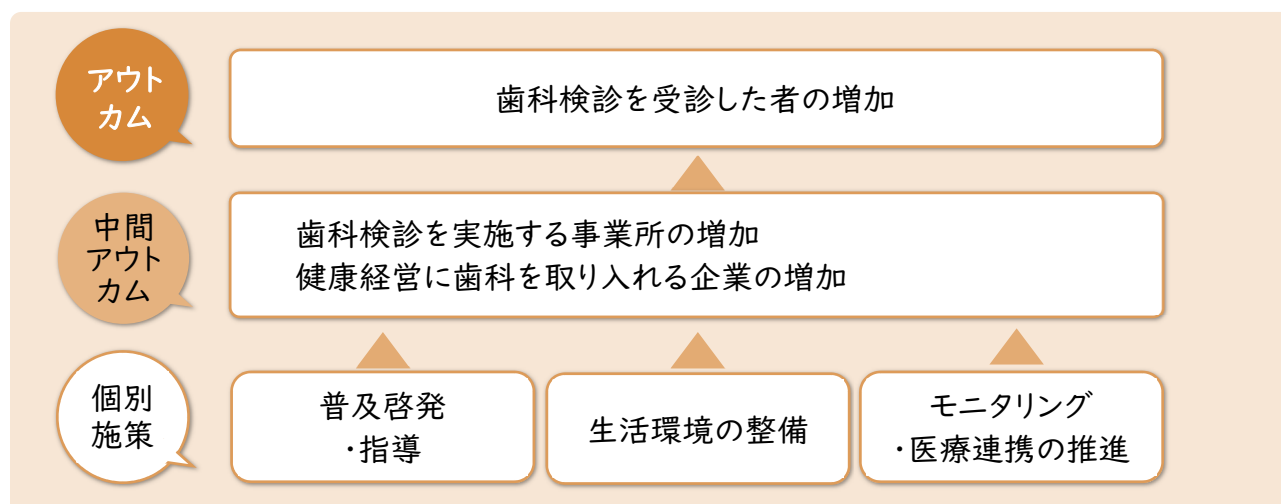 アウト
カム
歯科検診を受診した者の増加
中間
アウト
カム
歯科検診を実施する事業所の増加
健康経営に歯科を取り入れる企業の増加
個別
施策
普及啓発
・指導
生活環境の整備
モニタリング
・医療連携の推進